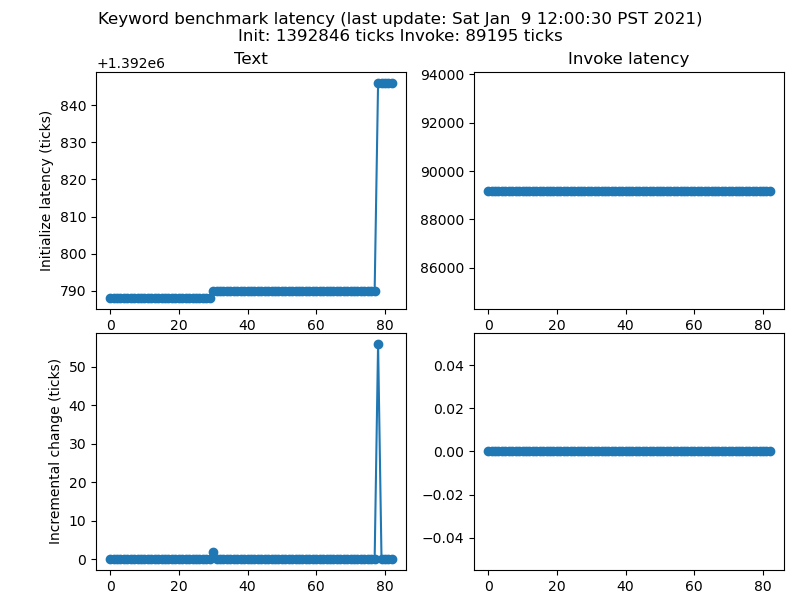 Keyword benchmark latency (last update: Sat Jan  9 12:00:30 PST 2021)
Init: 1392846 ticks Invoke: 89195 ticks
Text
+1.392e6
Initialize latency (ticks)
840
830
820
810
800
790
0 20 40 60 80
Invoke latency
94000
92000
90000
88000
86000
0 20 40 60 80
Incremental change (ticks)
50
40
30
20
10
0
0 20 40 60 80
0.04
0.02
0.00
−0.02
−0.04
0 20 40 60 80